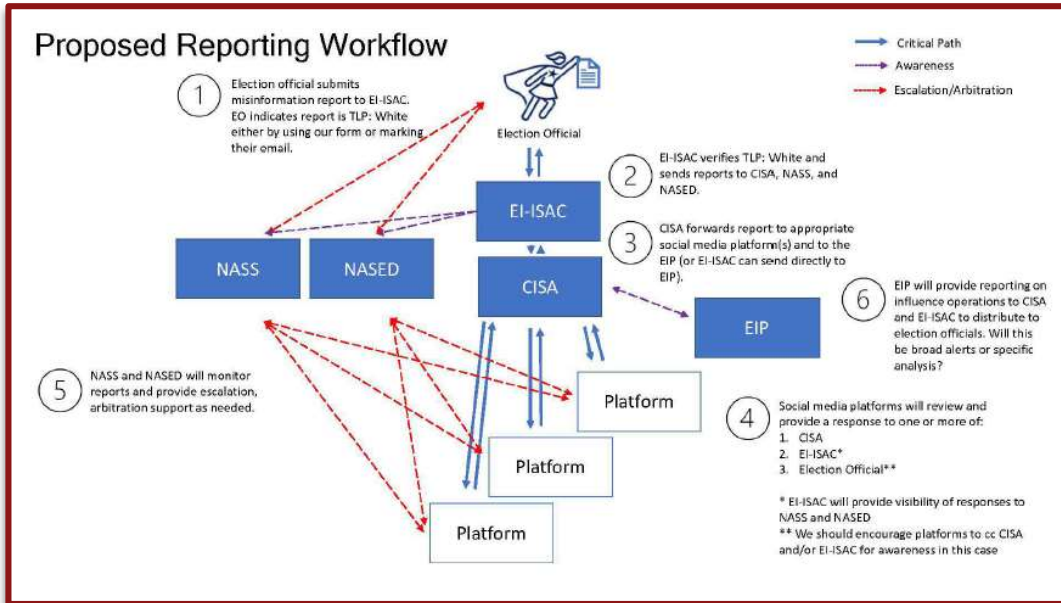 Proposed Reporting Workflow
Critical Path
Awareness
Escalation/Arbitration
1
Election official submits
misinformation report to EI-ISAC.
EO indicates report is TLP: White
either by using our form or marking
their email.
Election Official
2
EI-ISAC verifies TLP: White and
sends reports to CISA, NASS, and
NASED.
EI-ISAC
NASS
NASED
3
CISA forwards report to appropriate
social media platform(s) and to the
EIP (or EI-ISAC can send directly to
EIP).
CISA
EIP
6
EIP will provide reporting on
influence operations to CISA
and EI-ISAC to distribute to
election officials. Will this
be broad alerts or specific
analysis?
5
NASS and NASED will monitor
reports and provide escalation,
arbitration support as needed.
Platform
Platform
Platform
4
Social media platforms will review and
provide a response to one or more of:
1. CISA
2. EI-ISAC*
3. Election Official**
* EI-ISAC will provide visibility of responses to
NASS and NASED
** We should encourage platforms to cc CISA
and/or EI-ISAC for awareness in this case